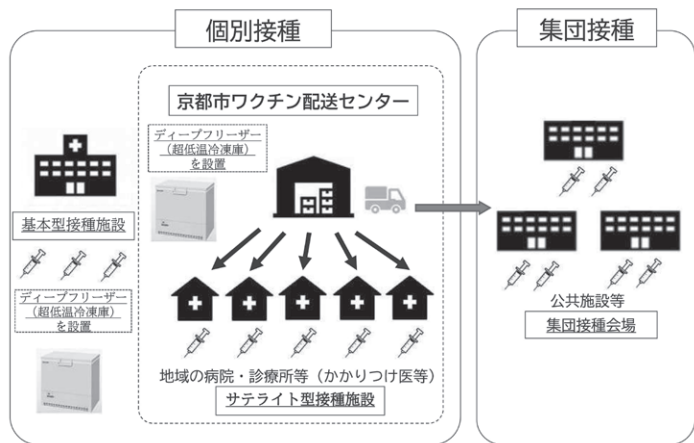 個別接種
集団接種
京都市ワクチン配送センター
ディープフリーザー
(超低温冷凍庫)
を設置
基本型接種施設
ディープフリーザー
(超低温冷凍庫)
を設置
地域の病院・診療所等(かかりつけ医等)
サテライト型接種施設
公共施設等
集団接種会場